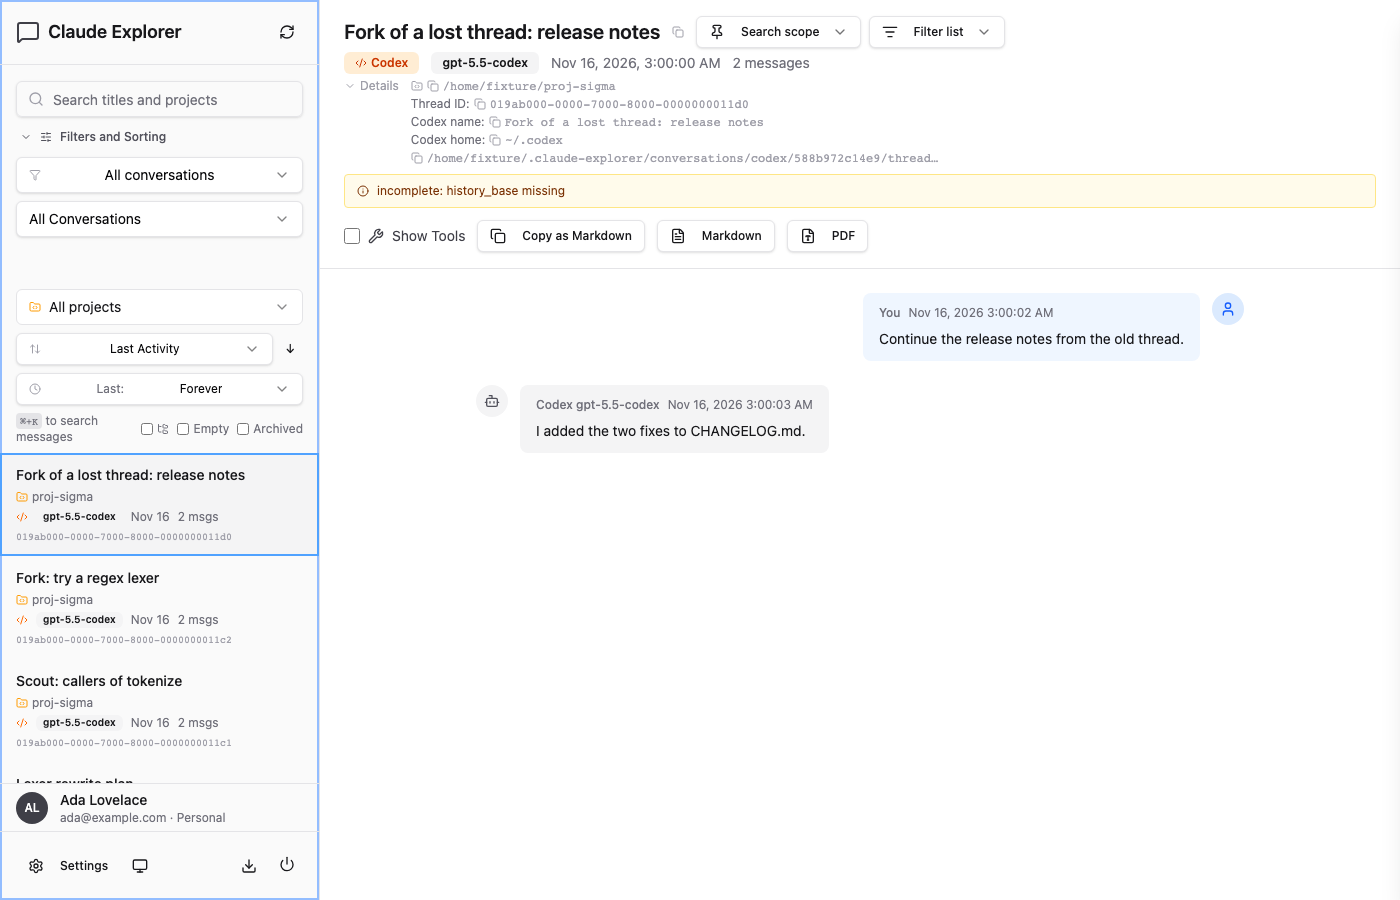 Claude Explorer
Search titles and projects
Filters and Sorting
All conversations
All Conversations
All projects
Last Activity
Last: Forever
⌘+K to search messages
Empty Archived
Fork of a lost thread: release notes
proj-sigma
gpt-5.5-codex Nov 16 2 msgs
019ab000-0000-7000-8000-0000000011d0
Fork: try a regex lexer
proj-sigma
gpt-5.5-codex Nov 16 2 msgs
019ab000-0000-7000-8000-0000000011c2
Scout: callers of tokenize
proj-sigma
gpt-5.5-codex Nov 16 2 msgs
019ab000-0000-7000-8000-0000000011c1
Lexer rewrite plan
AL
Ada Lovelace
ada@example.com · Personal
Settings
Fork of a lost thread: release notes
Search scope
Filter list
Codex gpt-5.5-codex Nov 16, 2026, 3:00:00 AM 2 messages
Details /home/fixture/proj-sigma
Thread ID: 019ab000-0000-7000-8000-0000000011d0
Codex name: Fork of a lost thread: release notes
Codex home: ~/.codex
/home/fixture/.claude-explorer/conversations/codex/588b972c14e9/thread…
incomplete: history_base missing
Show Tools
Copy as Markdown
Markdown
PDF
You Nov 16, 2026 3:00:02 AM
Continue the release notes from the old thread.
Codex gpt-5.5-codex Nov 16, 2026 3:00:03 AM
I added the two fixes to CHANGELOG.md.